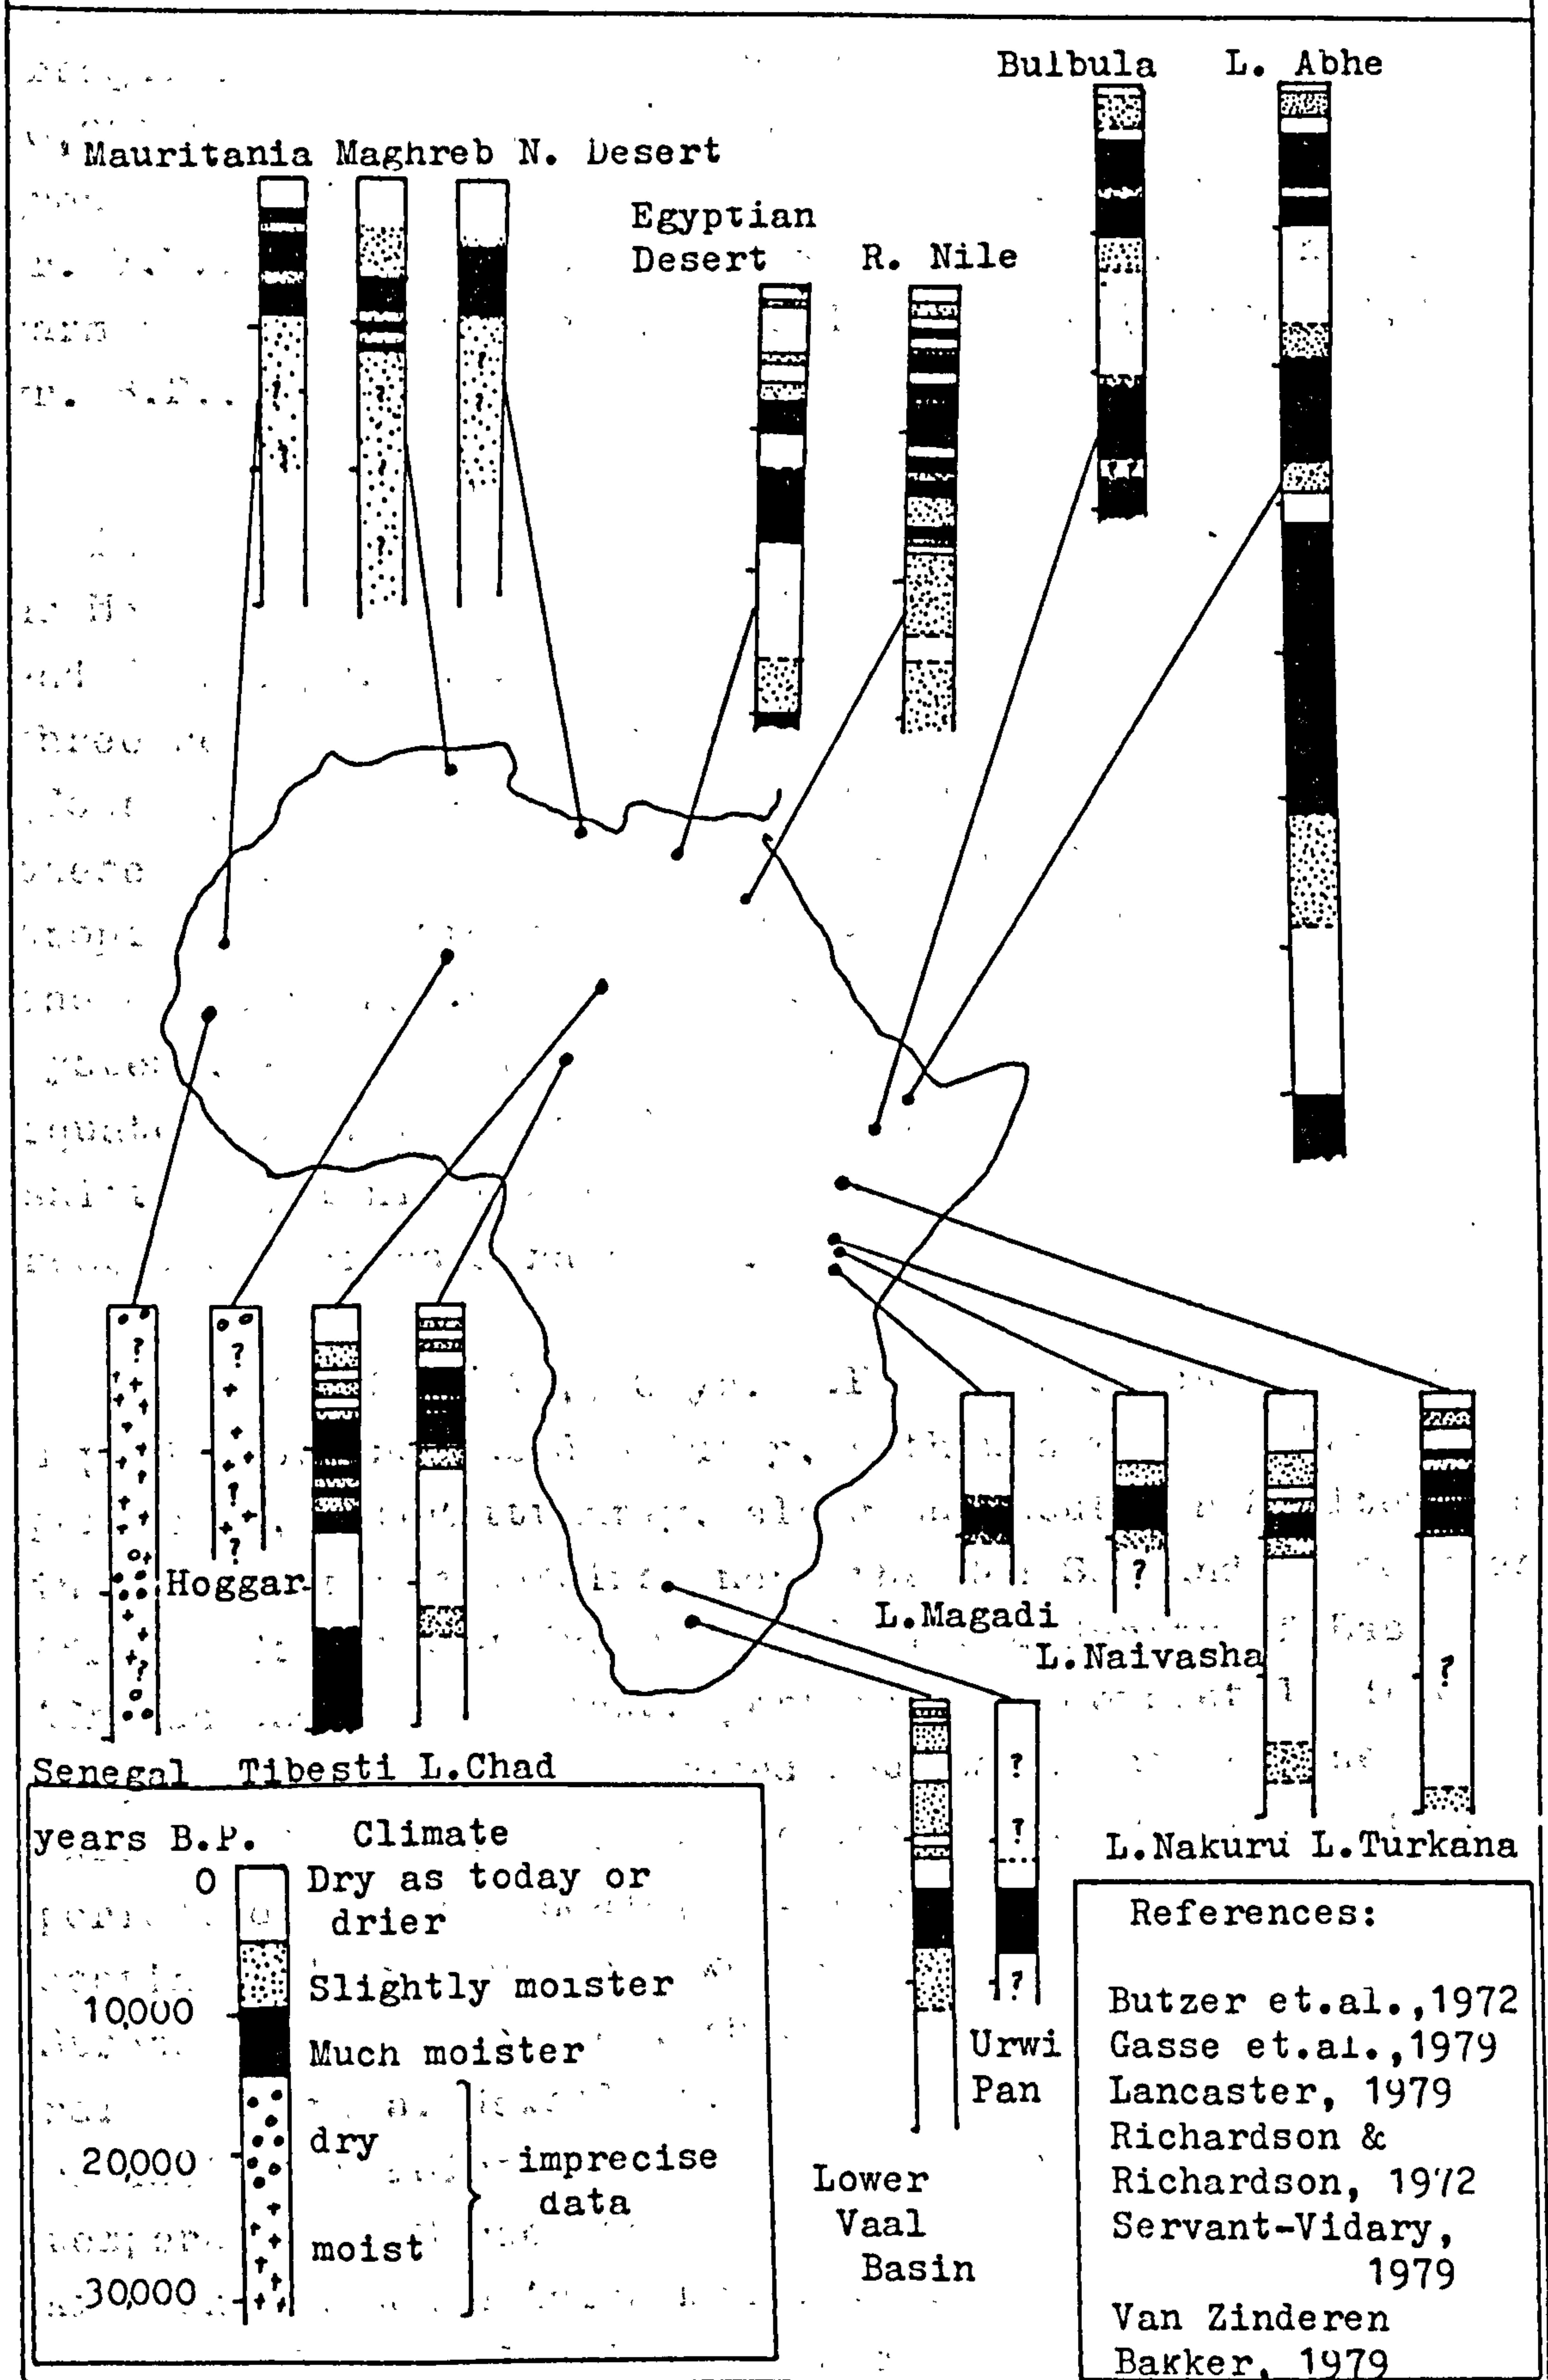 Bulbula L. Abhe
Mauritania Maghreb N. Desert
Egyptian
Desert R. Nile
?
?
?
?
?
?
? ?
?
?
?
?
?
?
?
?
Hoggar
L.Magadi
L.Naivasha
?
?
Senegal Tibesti L.Chad
?
?
?
L.Nakuru L.Turkana
Urwi
Pan
Lower
Vaal
Basin
years B.P. Climate
0 Dry as today or
drier
Slightly moister
10,000
Much moister
dry
20,000 imprecise
data
moist
30,000
References:
Butzer et.al.,1972
Gasse et.al.,1979
Lancaster, 1979
Richardson &
Richardson, 1972
Servant-Vidary,
1979
Van Zinderen
Bakker, 1979